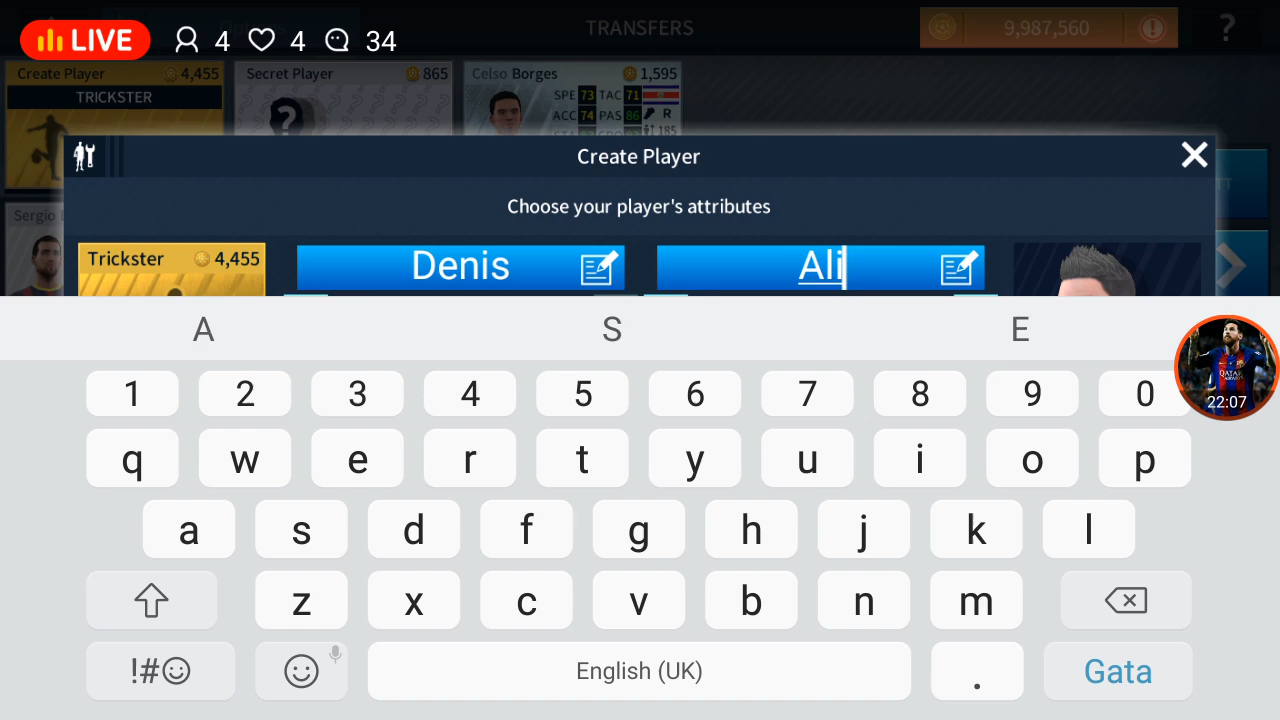 LIVE 4 4 34
TRANSFERS
9,987,560
?
Create Player 4,455
TRICKSTER
Secret Player 865
?
Celso Borges 1,595
SPE 73 TAC 71
ACC 74 PAS 86 R
185
Create Player
Choose your player's attributes
Sergio
Trickster 4,455
Denis
Ali
A S E
1 2 3 4 5 6 7 8 9 0
22:07
q w e r t y u i o p
a s d f g h j k l
z x c v b n m
!#
English (UK)
.
Gata